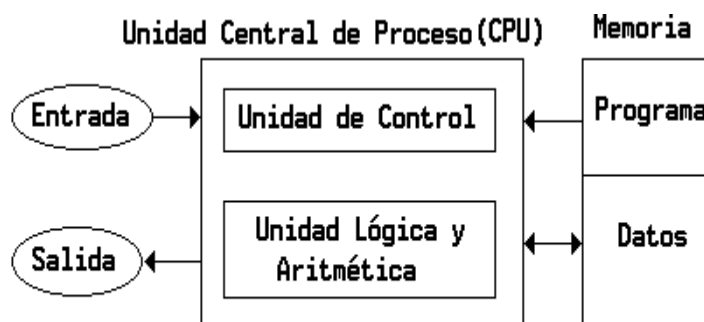 Unidad Central de Proceso(CPU)
Memoria
Entrada
Unidad de Control
Programa
Salida
Unidad Lógica y
Aritmética
Datos